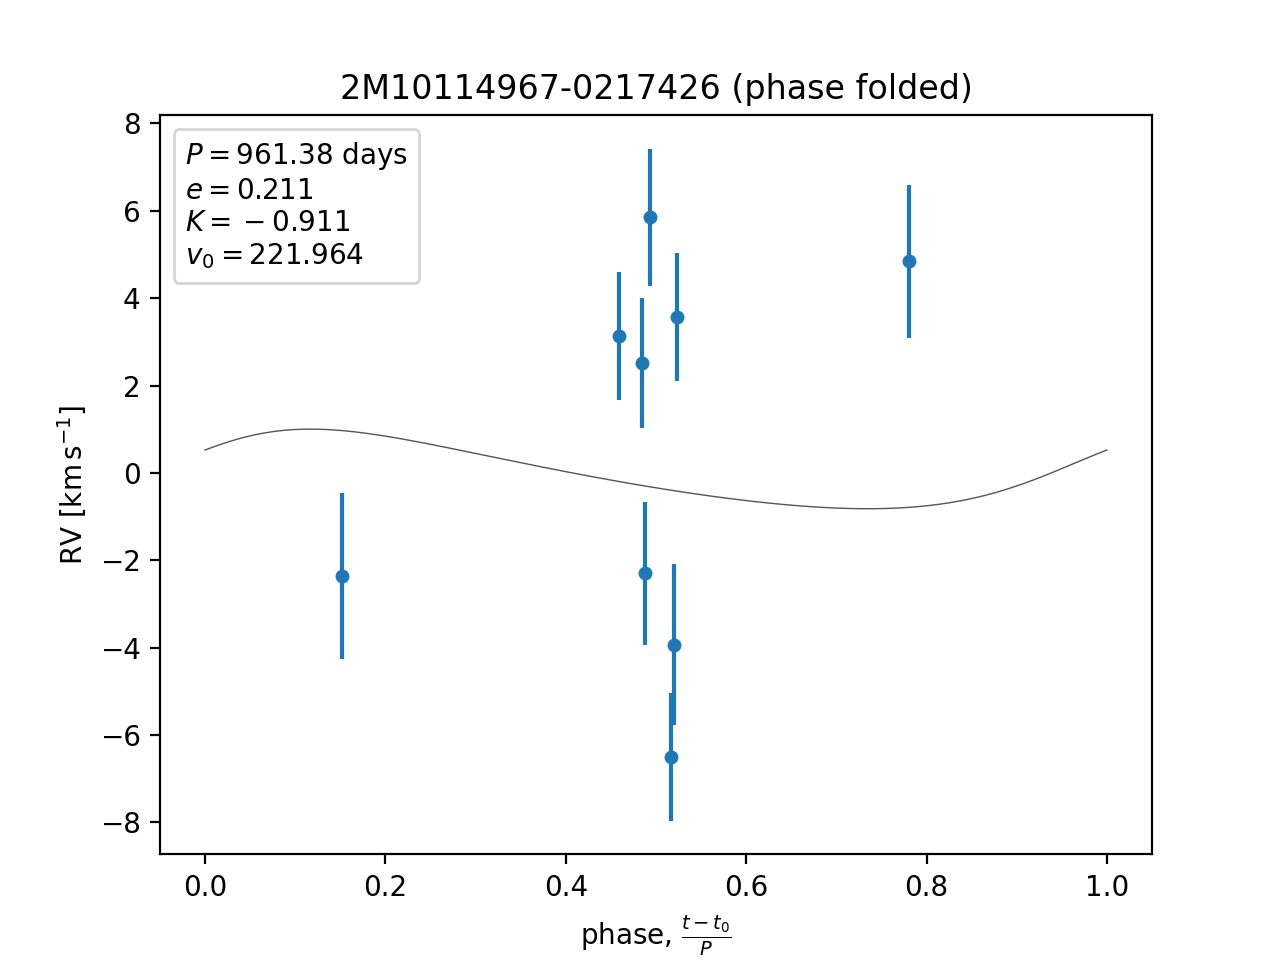 2M10114967-0217426 (phase folded)
P = 961.38 days
e = 0.211
K = −0.911
v₀ = 221.964
8
6
4
2
0
−2
−4
−6
−8
RV [km s⁻¹]
0.0 0.2 0.4 0.6 0.8 1.0
phase, (t − t₀)/P